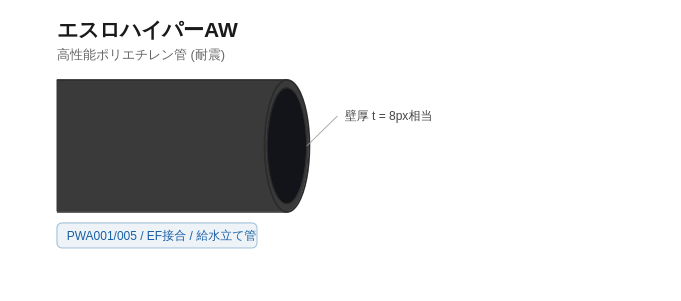 エスロハイパーAW
高性能ポリエチレン管 (耐震)
壁厚 t = 8px相当
PWA001/005 / EF接合 / 給水立て管